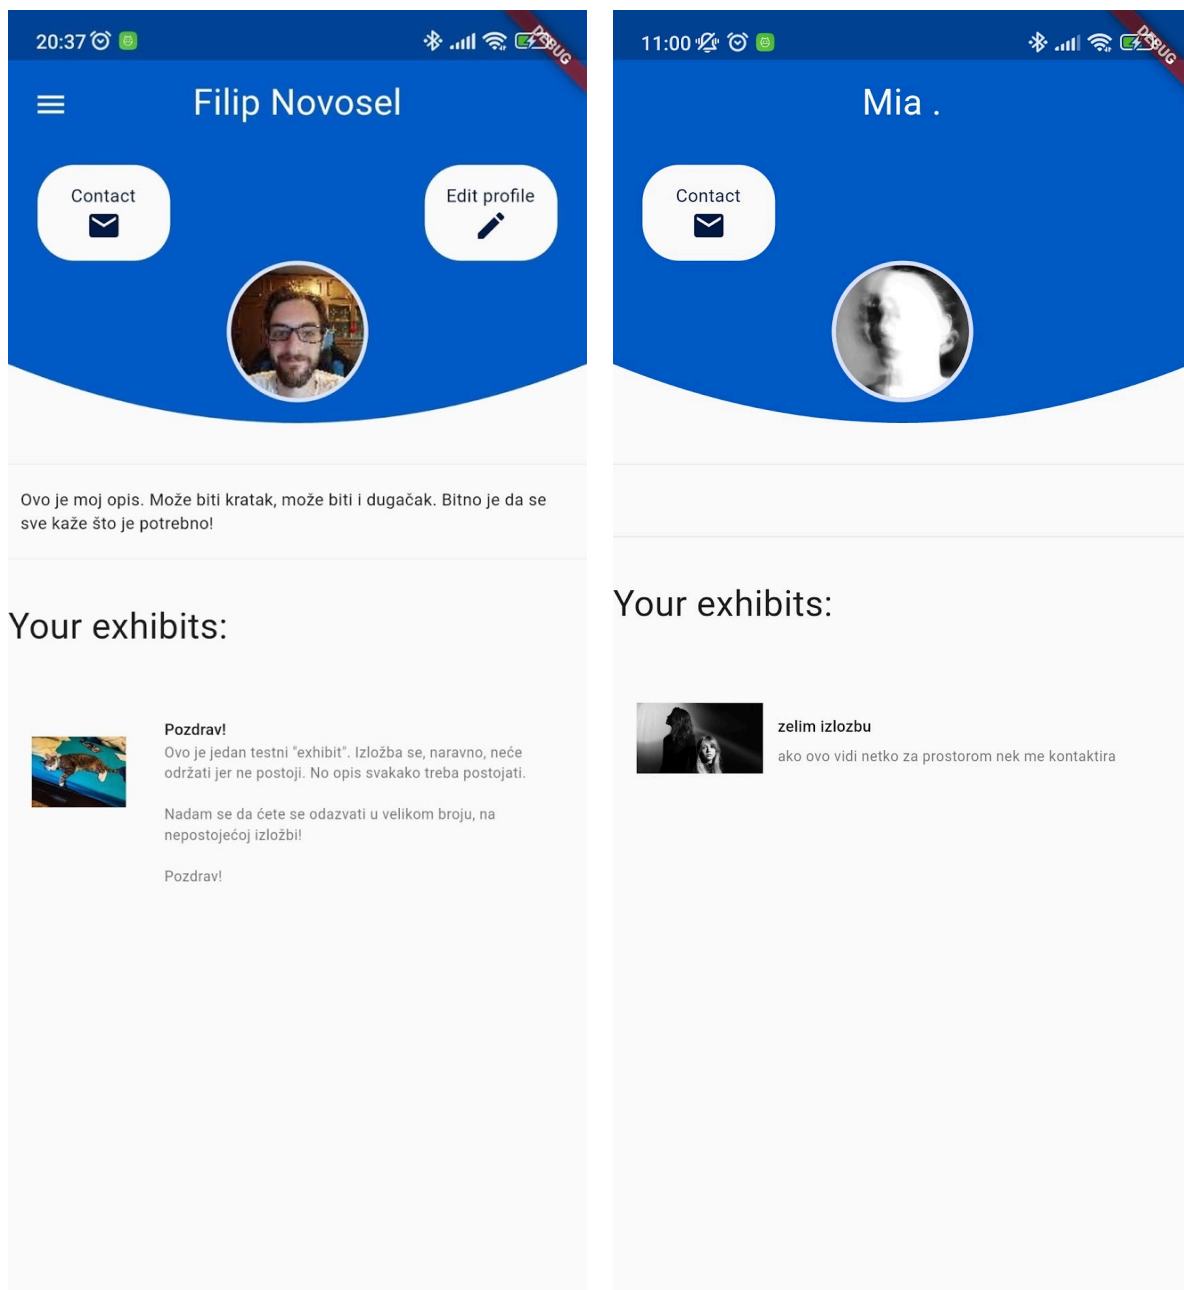 20:37
DEBUG
Filip Novosel
Contact
Edit profile
Ovo je moj opis. Može biti kratak, može biti i dugačak. Bitno je da se
sve kaže što je potrebno!
Your exhibits:
Pozdrav!
Ovo je jedan testni "exhibit". Izložba se, naravno, neće
održati jer ne postoji. No opis svakako treba postojati.
Nadam se da ćete se odazvati u velikom broju, na
nepostojećoj izložbi!
Pozdrav!
11:00
DEBUG
Mia .
Contact
Your exhibits:
zelim izlozbu
ako ovo vidi netko za prostorom nek me kontaktira